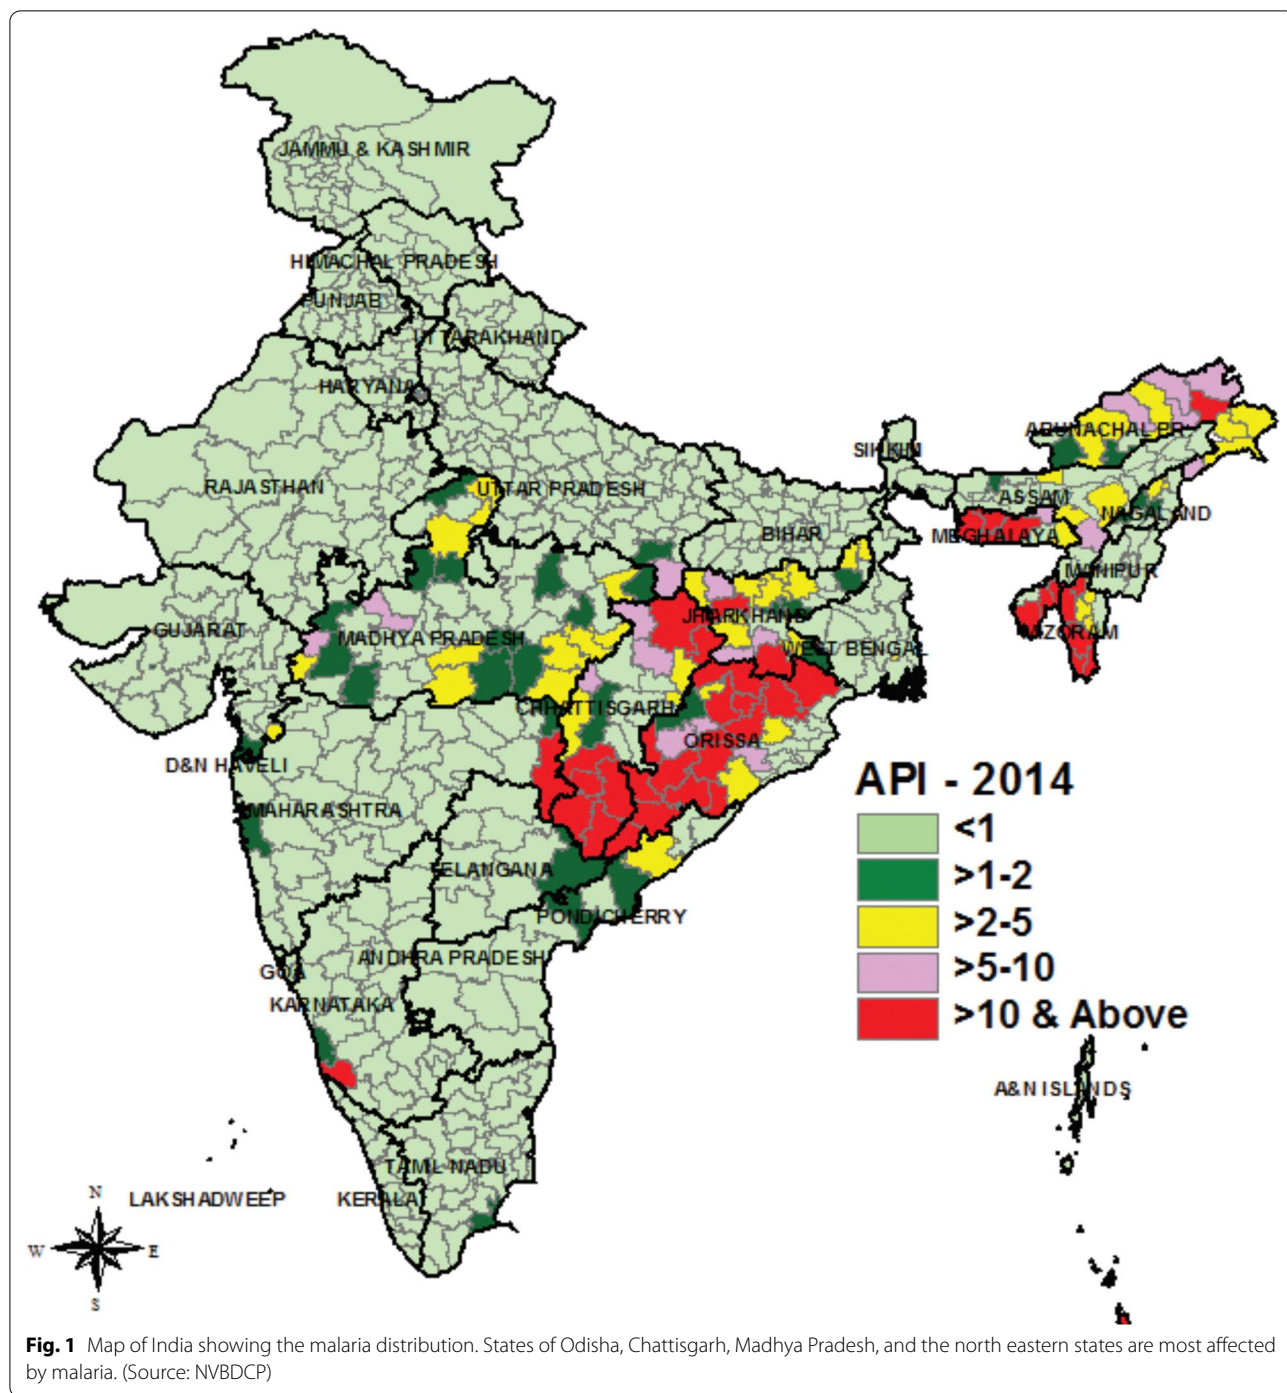 JAMMU & KASHMIR
HIMACHAL PRADESH
PUNJAB
UTTARAKHAND
HARYANA
ARUNACHAL PR
SIKKIM
RAJASTHAN
UTTAR PRADESH
ASSAM
NAGALAND
BIHAR
MEGHALAYA
MANIPUR
JHARKHAND
GUJARAT
MADHYA PRADESH
MIZORAM
WEST BENGAL
CHHATTISGARH
ORISSA
D&N HAVELI
API - 2014
MAHARASHTRA
<1
TELANGANA
>1-2
PONDICHERRY
>2-5
ANDHRA PRADESH
GOA
>5-10
KARNATAKA
>10 & Above
A&N ISLANDS
TAMIL NADU
LAKSHADWEEP
KERALA
N
W
E
S
Fig. 1 Map of India showing the malaria distribution. States of Odisha, Chattisgarh, Madhya Pradesh, and the north eastern states are most affected
by malaria. (Source: NVBDCP)